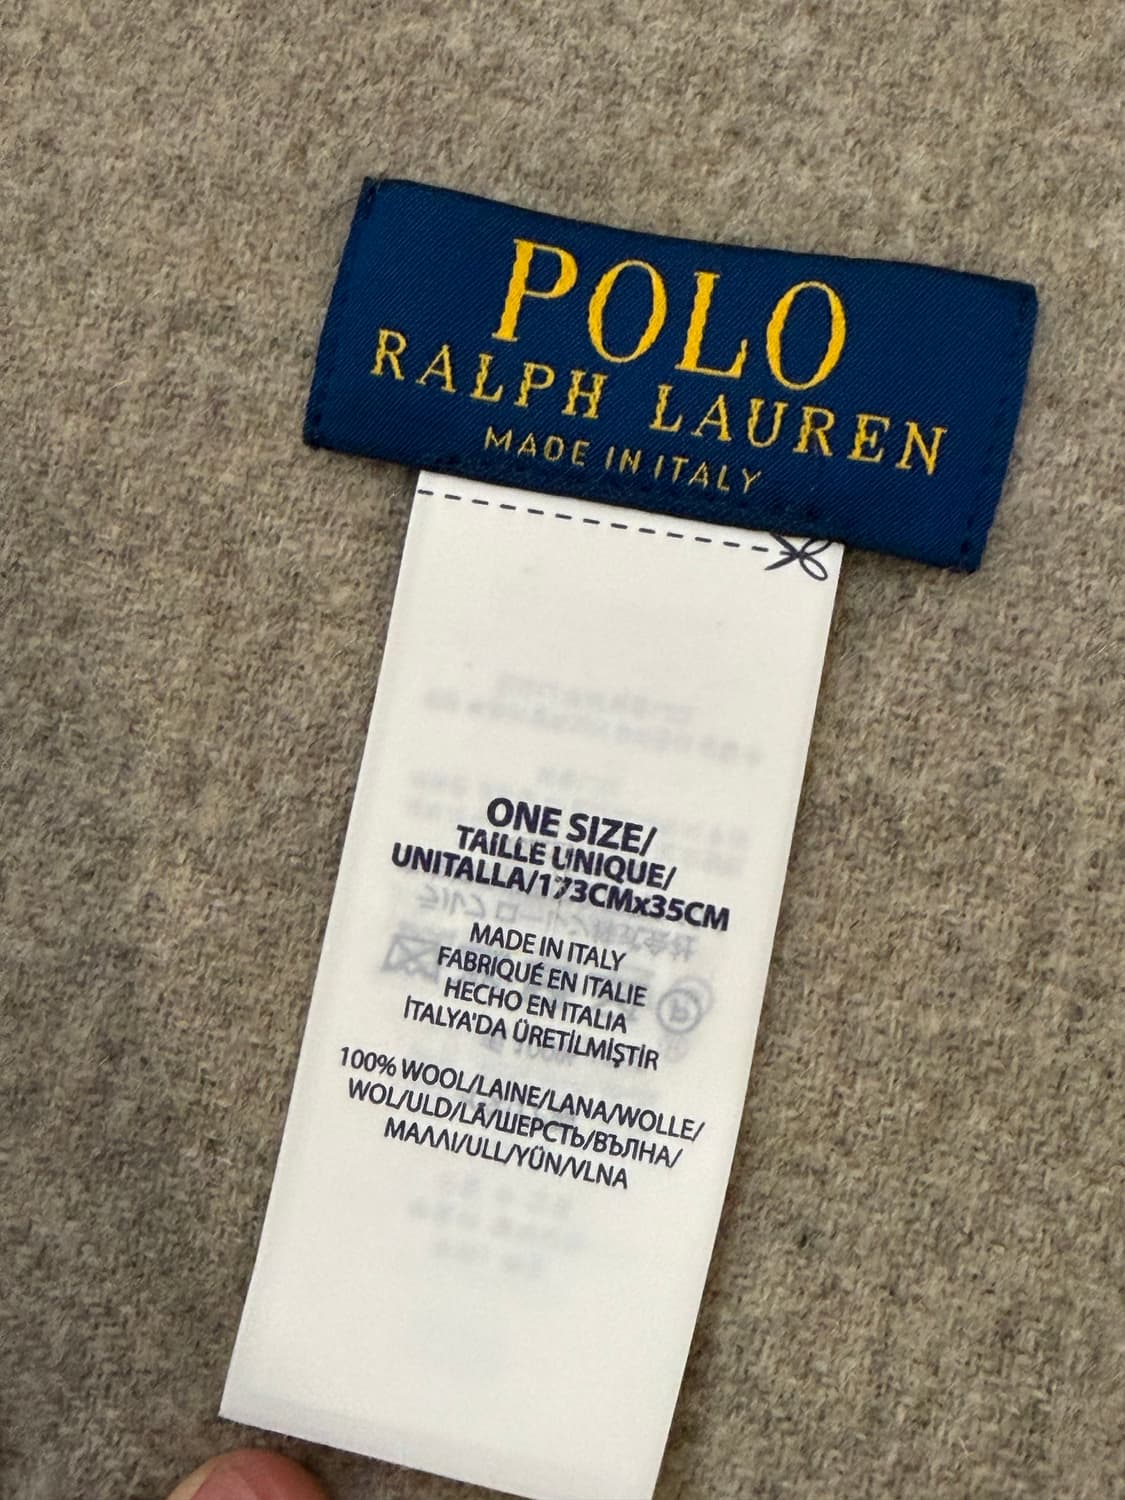 POLO
RALPH LAUREN
MADE IN ITALY
ONE SIZE/
TAILLE UNIQUE/
UNITALLA/173CMx35CM
MADE IN ITALY
FABRIQUÉ EN ITALIE
HECHO EN ITALIA
İTALYA'DA ÜRETİLMİŞTİR
100% WOOL/LAINE/LANA/WOLLE/
WOL/ULD/LÃ/ШЕРСТЬ/ВЪЛНА/
ΜΑΛΛΙ/ULL/YÜN/VLNA